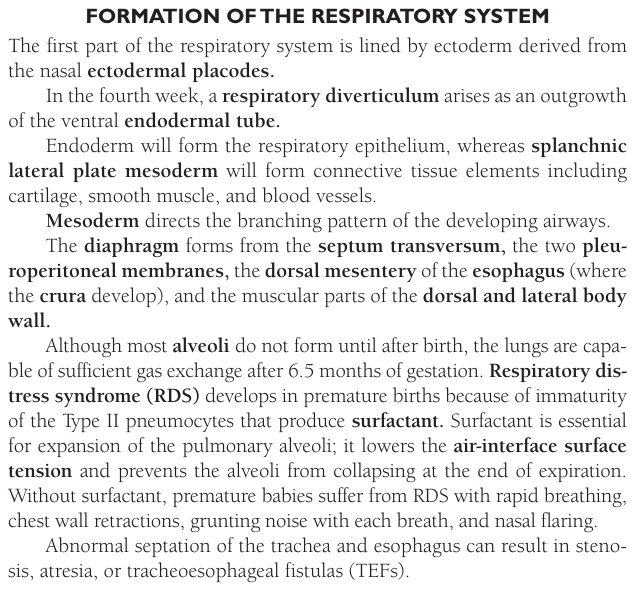 FORMATION OF THE RESPIRATORY SYSTEM
The first part of the respiratory system is lined by ectoderm derived from
the nasal ectodermal placodes.
In the fourth week, a respiratory diverticulum arises as an outgrowth
of the ventral endodermal tube.
Endoderm will form the respiratory epithelium, whereas splanchnic
lateral plate mesoderm will form connective tissue elements including
cartilage, smooth muscle, and blood vessels.
Mesoderm directs the branching pattern of the developing airways.
The diaphragm forms from the septum transversum, the two pleu-
roperitoneal membranes, the dorsal mesentery of the esophagus (where
the crura develop), and the muscular parts of the dorsal and lateral body
wall.
Although most alveoli do not form until after birth, the lungs are capa-
ble of sufficient gas exchange after 6.5 months of gestation. Respiratory dis-
tress syndrome (RDS) develops in premature births because of immaturity
of the Type II pneumocytes that produce surfactant. Surfactant is essential
for expansion of the pulmonary alveoli; it lowers the air-interface surface
tension and prevents the alveoli from collapsing at the end of expiration.
Without surfactant, premature babies suffer from RDS with rapid breathing,
chest wall retractions, grunting noise with each breath, and nasal flaring.
Abnormal septation of the trachea and esophagus can result in steno-
sis, atresia, or tracheoesophageal fistulas (TEFs).